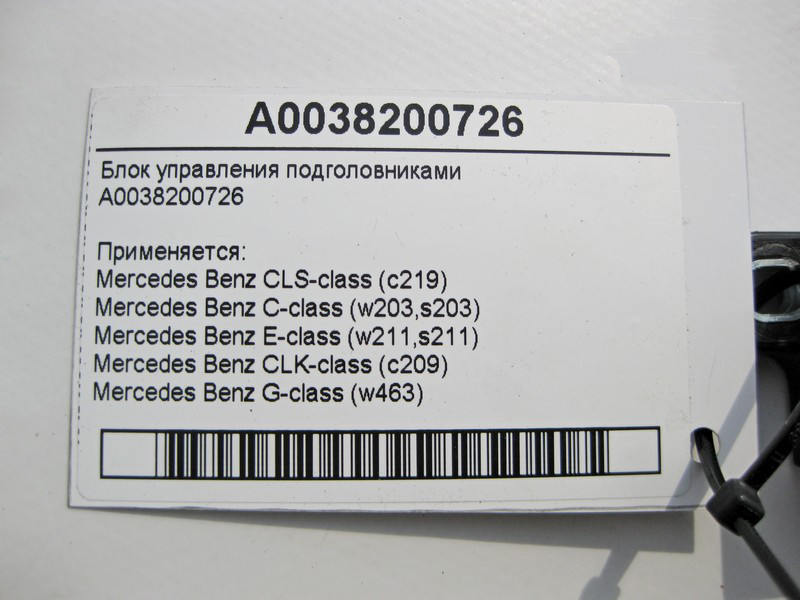 A0038200726
Блок управления подголовниками
A0038200726
Применяется:
Mercedes Benz CLS-class (c219)
Mercedes Benz C-class (w203,s203)
Mercedes Benz E-class (w211,s211)
Mercedes Benz CLK-class (c209)
Mercedes Benz G-class (w463)